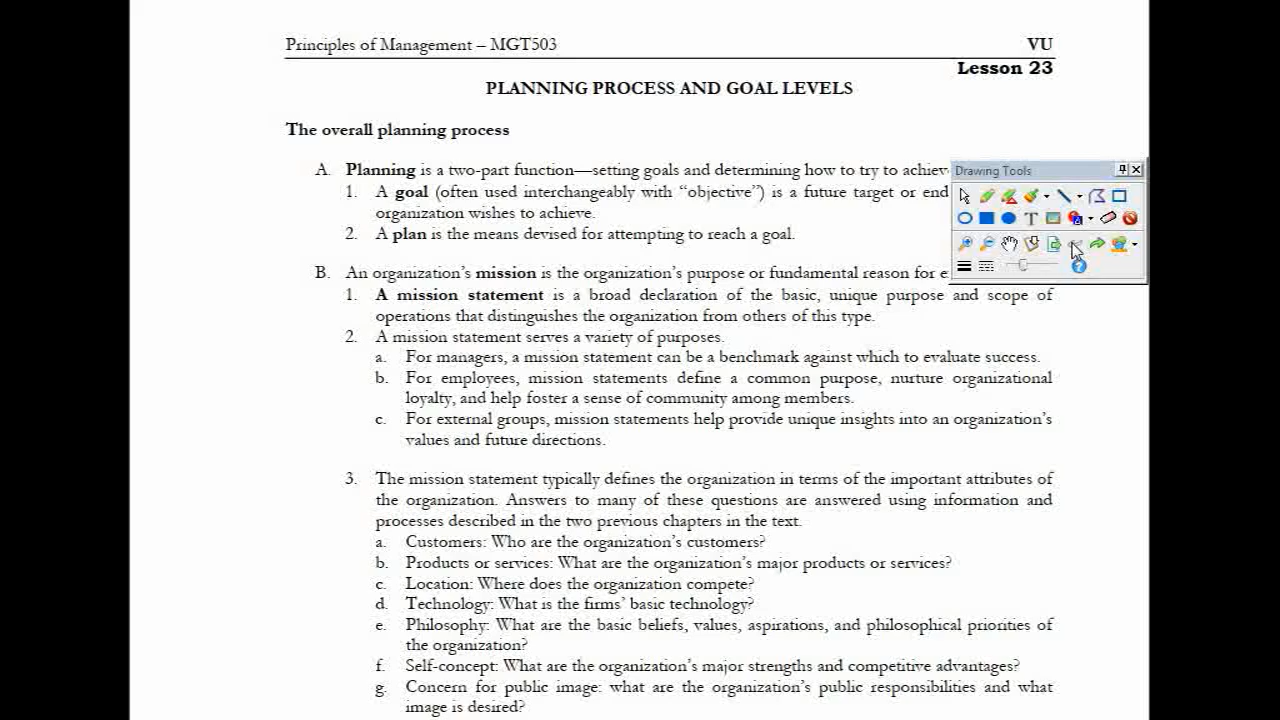 Principles of Management – MGT503 VU
Lesson 23
PLANNING PROCESS AND GOAL LEVELS
The overall planning process
A. Planning is a two-part function—setting goals and determining how to try to
Drawing Tools
1. A goal (often used interchangeably with “objective”) is a future target or end
organization wishes to achieve.
2. A plan is the means devised for attempting to reach a goal.
B. An organization’s mission is the organization’s purpose or fundamental reason for
1. A mission statement is a broad declaration of the basic, unique purpose and scope of
operations that distinguishes the organization from others of this type.
2. A mission statement serves a variety of purposes.
a. For managers, a mission statement can be a benchmark against which to evaluate success.
b. For employees, mission statements define a common purpose, nurture organizational
loyalty, and help foster a sense of community among members.
c. For external groups, mission statements help provide unique insights into an organization’s
values and future directions.
3. The mission statement typically defines the organization in terms of the important attributes of
the organization. Answers to many of these questions are answered using information and
processes described in the two previous chapters in the text.
a. Customers: Who are the organization’s customers?
b. Products or services: What are the organization’s major products or services?
c. Location: Where does the organization compete?
d. Technology: What is the firms’ basic technology?
e. Philosophy: What are the basic beliefs, values, aspirations, and philosophical priorities of
the organization?
f. Self-concept: What are the organization’s major strengths and competitive advantages?
g. Concern for public image: what are the organization’s public responsibilities and what
image is desired?